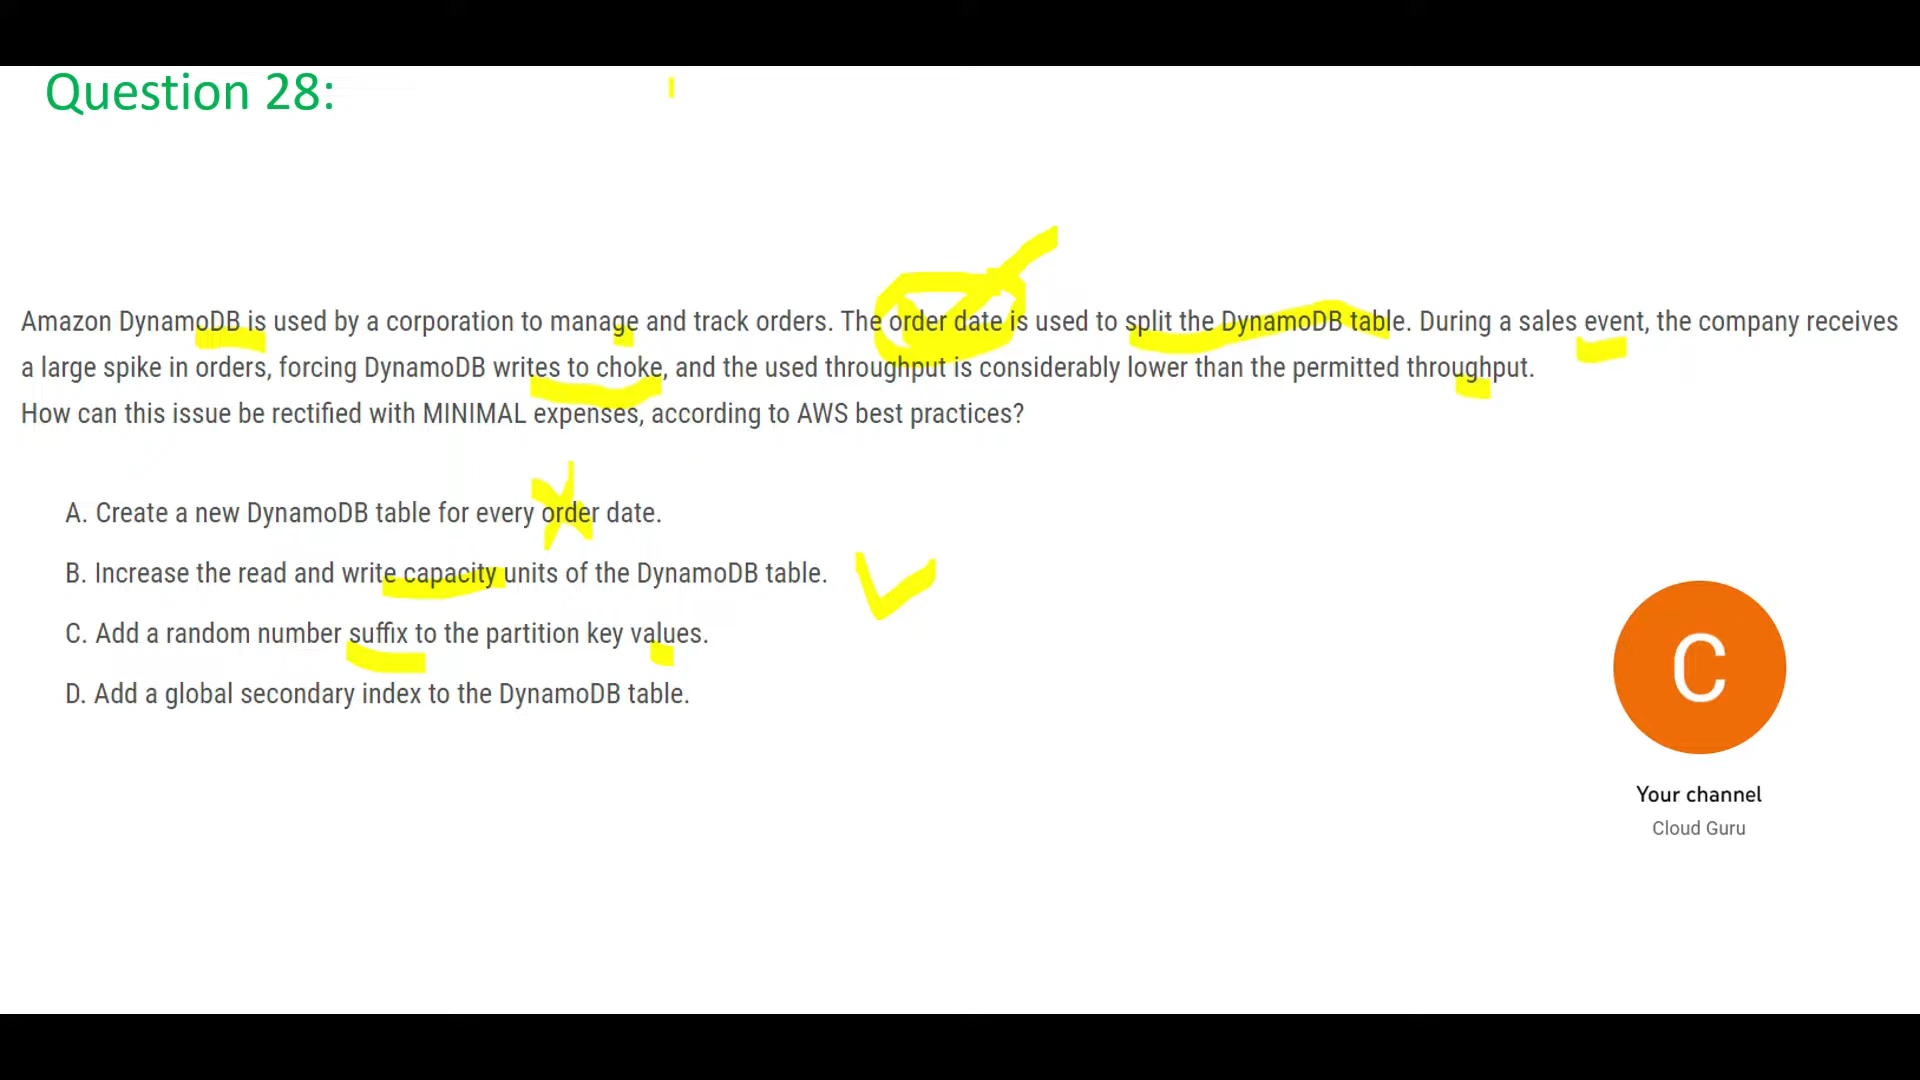 Question 28:
Amazon DynamoDB is used by a corporation to manage and track orders. The order date is used to split the DynamoDB table. During a sales event, the company receives
a large spike in orders, forcing DynamoDB writes to choke, and the used throughput is considerably lower than the permitted throughput.
How can this issue be rectified with MINIMAL expenses, according to AWS best practices?
A. Create a new DynamoDB table for every order date.
B. Increase the read and write capacity units of the DynamoDB table.
C. Add a random number suffix to the partition key values.
D. Add a global secondary index to the DynamoDB table.
C
Your channel
Cloud Guru